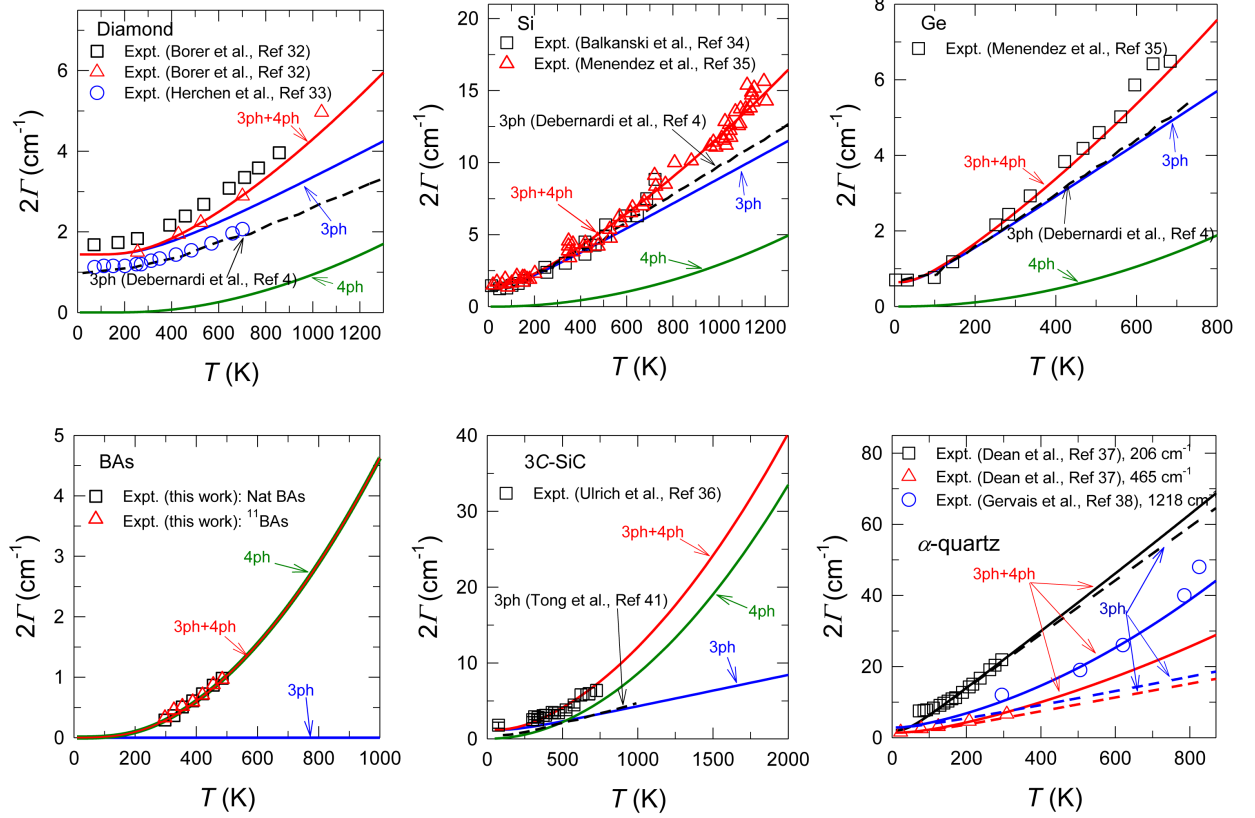 Diamond
Expt. (Borer et al., Ref 32)
Expt. (Borer et al., Ref 32)
Expt. (Herchen et al., Ref 33)
3ph+4ph
3ph
3ph (Debernardi et al., Ref 4)
4ph
0 2 4 6
0 200 400 600 800 1000 1200
2Γ (cm⁻¹)
T (K)
Si
Expt. (Balkanski et al., Ref 34)
Expt. (Menendez et al., Ref 35)
3ph (Debernardi et al., Ref 4)
3ph+4ph
3ph
4ph
0 5 10 15 20
0 200 400 600 800 1000 1200
2Γ (cm⁻¹)
T (K)
Ge
Expt. (Menendez et al., Ref 35)
3ph+4ph
3ph
3ph (Debernardi et al., Ref 4)
4ph
0 2 4 6 8
0 200 400 600 800
2Γ (cm⁻¹)
T (K)
BAs
Expt. (this work): Nat BAs
Expt. (this work): ¹¹BAs
4ph
3ph+4ph
3ph
0 1 2 3 4 5
0 200 400 600 800 1000
2Γ (cm⁻¹)
T (K)
3C-SiC
Expt. (Ulrich et al., Ref 36)
3ph+4ph
3ph (Tong et al., Ref 41)
4ph
3ph
0 10 20 30 40
0 500 1000 1500 2000
2Γ (cm⁻¹)
T (K)
Expt. (Dean et al., Ref 37), 206 cm⁻¹
Expt. (Dean et al., Ref 37), 465 cm⁻¹
Expt. (Gervais et al., Ref 38), 1218 cm⁻¹
α-quartz
3ph+4ph
3ph
0 20 40 60 80
0 200 400 600 800
2Γ (cm⁻¹)
T (K)